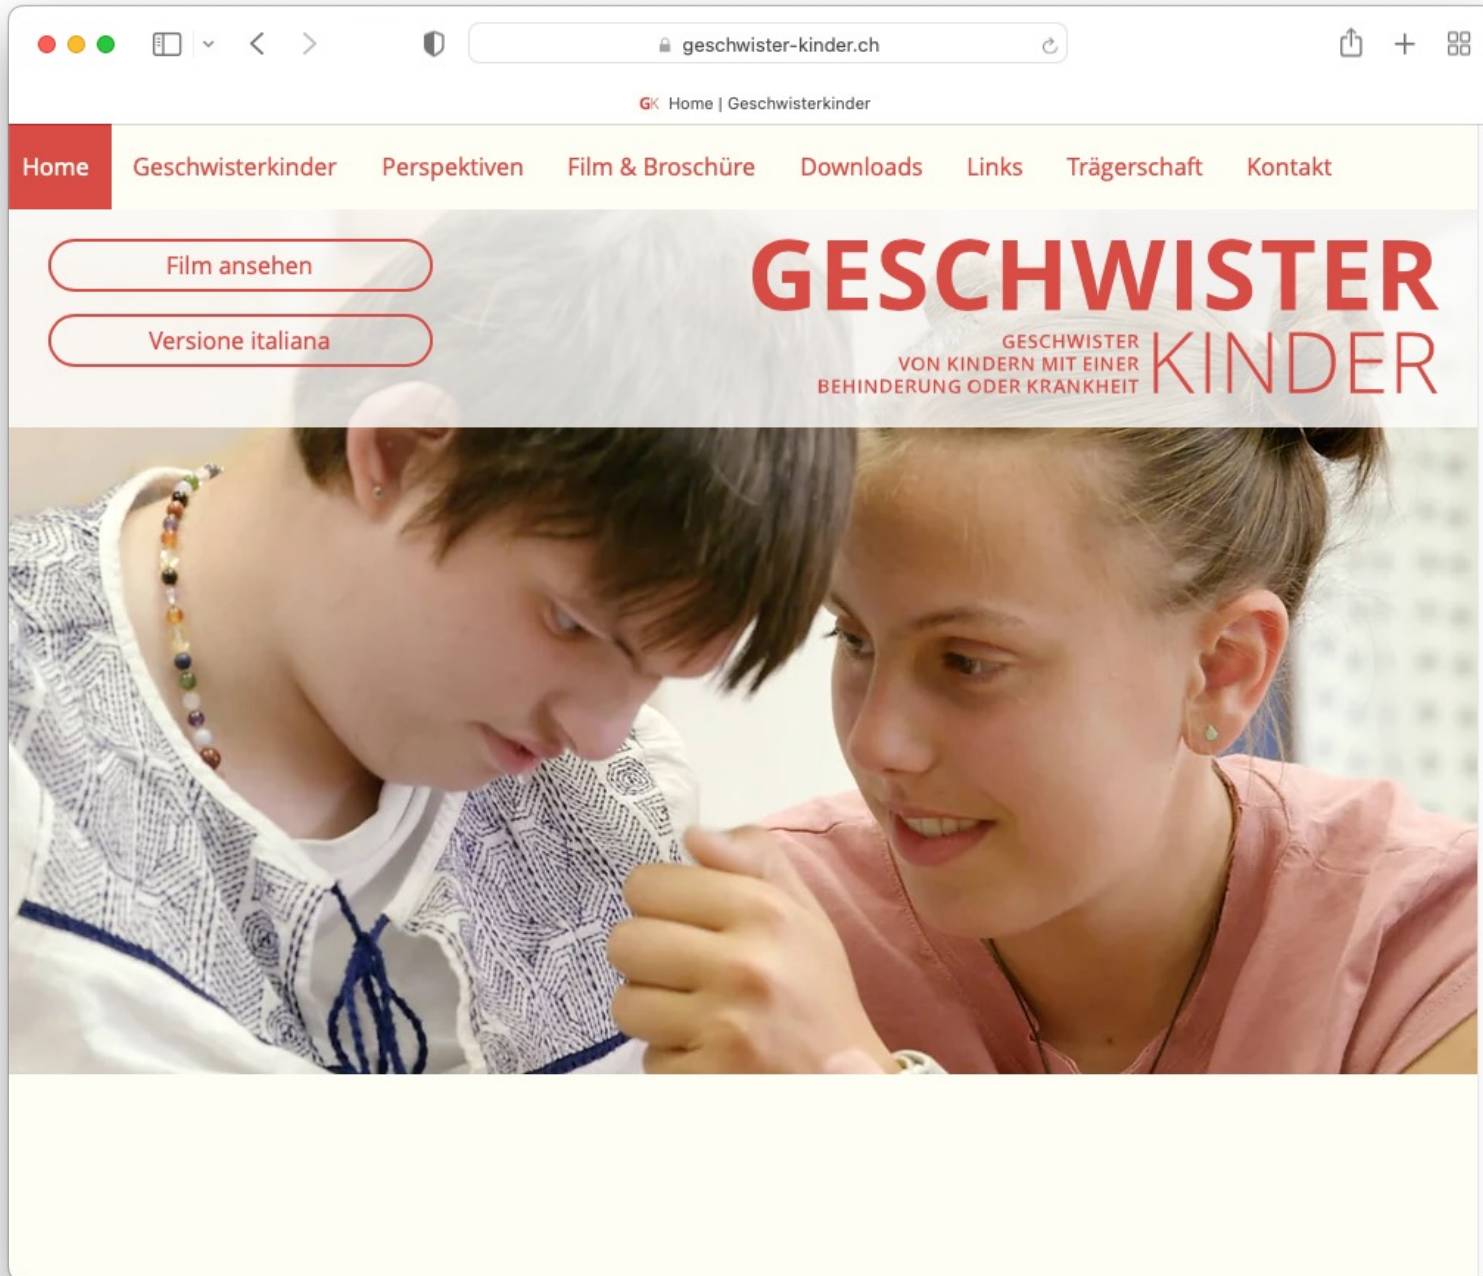 geschwister-kinder.ch
GK Home | Geschwisterkinder
Home Geschwisterkinder Perspektiven Film & Broschüre Downloads Links Trägerschaft Kontakt
Film ansehen
Versione italiana
GESCHWISTER
GESCHWISTER
VON KINDERN MIT EINER
BEHINDERUNG ODER KRANKHEIT
KINDER